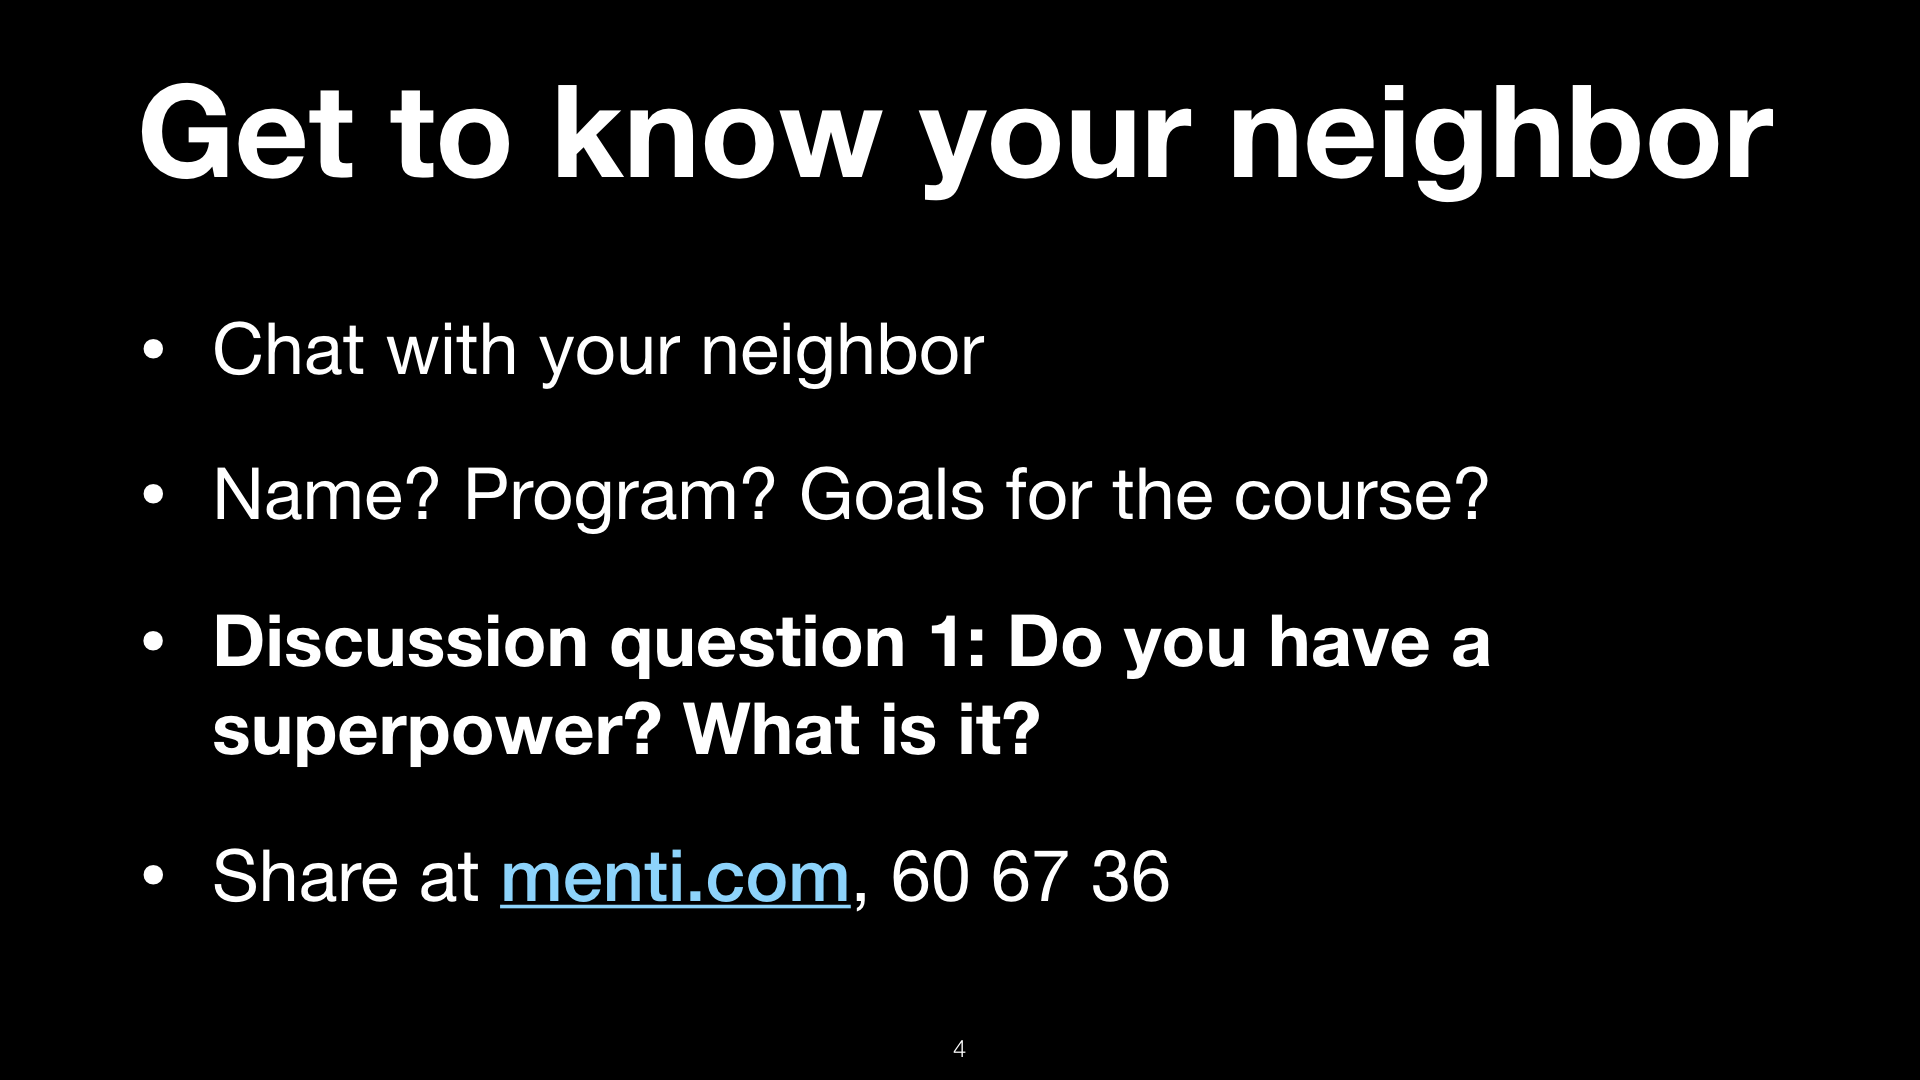 Get to know your neighbor
• Chat with your neighbor
• Name? Program? Goals for the course?
• Discussion question 1: Do you have a
superpower? What is it?
• Share at menti.com, 60 67 36
4